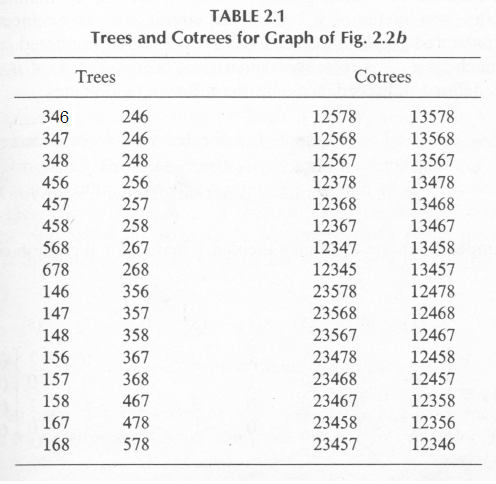 TABLE 2.1
Trees and Cotrees for Graph of Fig. 2.2b
Trees Cotrees
346 246 12578 13578
347 246 12568 13568
348 248 12567 13567
456 256 12378 13478
457 257 12368 13468
458 258 12367 13467
568 267 12347 13458
678 268 12345 13457
146 356 23578 12478
147 357 23568 12468
148 358 23567 12467
156 367 23478 12458
157 368 23468 12457
158 467 23467 12358
167 478 23458 12356
168 578 23457 12346